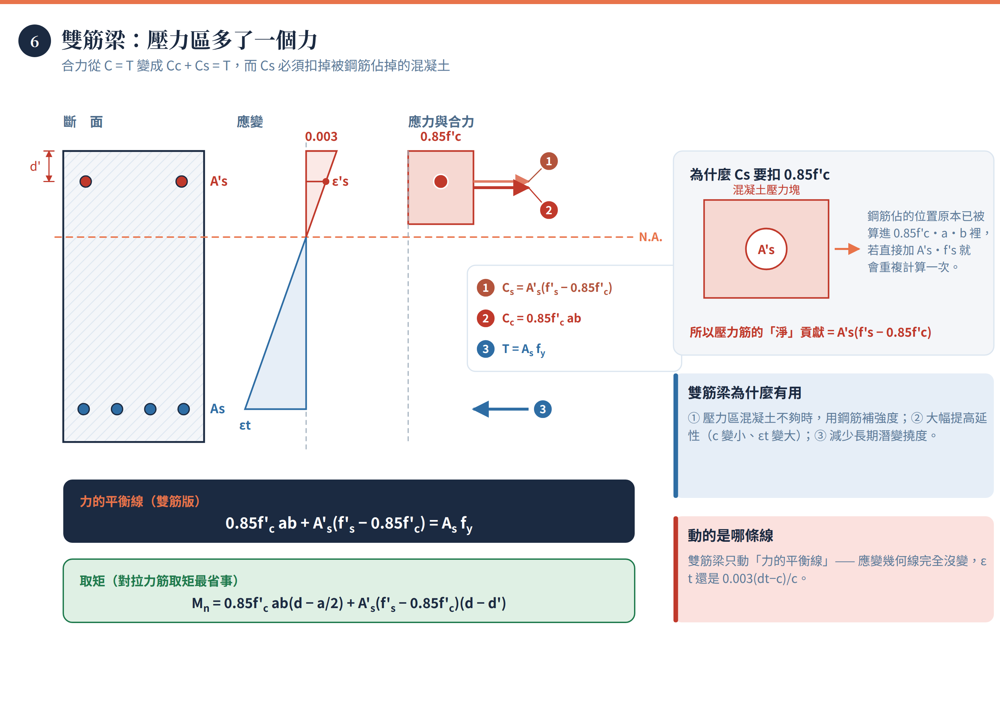 6
雙筋梁：壓力區多了一個力
合力從 C = T 變成 Cc + Cs = T，而 Cs 必須扣掉被鋼筋佔掉的混凝土
斷　面
應變
應力與合力
0.003
0.85f'c
d'
A's
ε's
1
2
N.A.
1 Cs = A's(f's − 0.85f'c)
2 Cc = 0.85f'c ab
3 T = As fy
As
3
εt
為什麼 Cs 要扣 0.85f'c
混凝土壓力塊
A's
鋼筋佔的位置原本已被
算進 0.85f'c・a・b 裡，
若直接加 A's・f's 就
會重複計算一次。
所以壓力筋的「淨」貢獻 = A's(f's − 0.85f'c)
雙筋梁為什麼有用
① 壓力區混凝土不夠時，用鋼筋補強度；② 大幅提高延
性（c 變小、εt 變大）；③ 減少長期潛變撓度。
力的平衡線（雙筋版）
0.85f'c ab + A's(f's − 0.85f'c) = As fy
動的是哪條線
雙筋梁只動「力的平衡線」—— 應變幾何線完全沒變，ε
t 還是 0.003(dt−c)/c。
取矩（對拉力筋取矩最省事）
Mn = 0.85f'c ab(d − a/2) + A's(f's − 0.85f'c)(d − d')